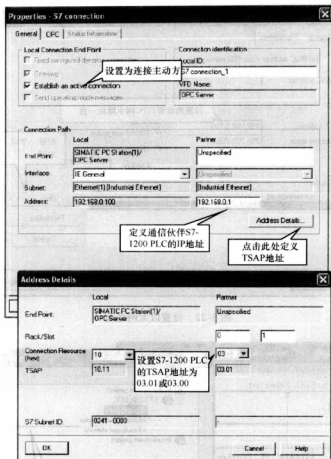 Properties - S7 connection
General OPC Status Information
Local Connection End Point
Connection identification
Fixed configured dynamic connection
Local ID:
S7 connection_1
One-way
设置为连接主动方
VFD Name:
Establish an active connection
OPC Server
Send operating mode messages
Connection Path
Local
Partner
End Point:
SIMATIC PC Station(1)/
OPC Server
Unspecified
Interface:
IE General
Unspecified
Subnet:
Ethernet(1) [Industrial Ethernet]
[Industrial Ethernet]
Address:
192.168.0.100
192.168.0.1
Address Details...
定义通信伙伴S7-
1200 PLC的IP地址
点击此处定义
TSAP地址
Address Details
Local
Partner
End Point:
SIMATIC PC Station(1)/
OPC Server
Unspecified
Rack/Slot:
0
1
Connection Resource
(hex):
10
03
设置S7-1200 PLC
的TSAP地址为
03.01或03.00
TSAP:
10.11
03.01
S7 Subnet ID:
0241 - 0003
OK
Cancel
Help